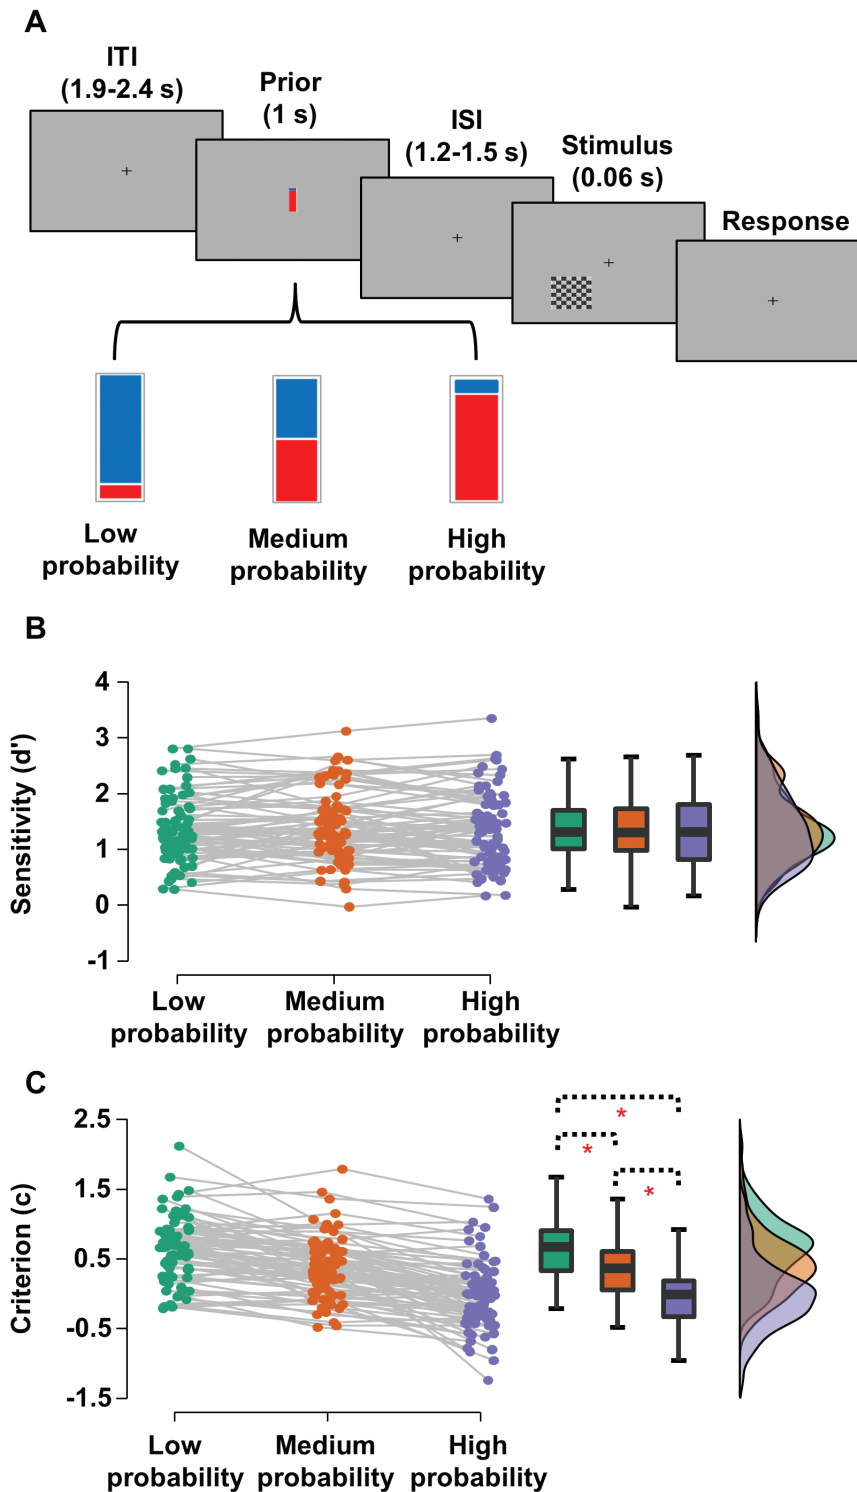 A
ITI
(1.9-2.4 s)
Prior
(1 s)
ISI
(1.2-1.5 s)
Stimulus
(0.06 s)
Response
Low
probability
Medium
probability
High
probability
B
Sensitivity (d')
4
3
2
1
0
-1
Low
probability
Medium
probability
High
probability
C
Criterion (c)
2.5
1.5
0.5
-0.5
-1.5
*
*
*
Low
probability
Medium
probability
High
probability